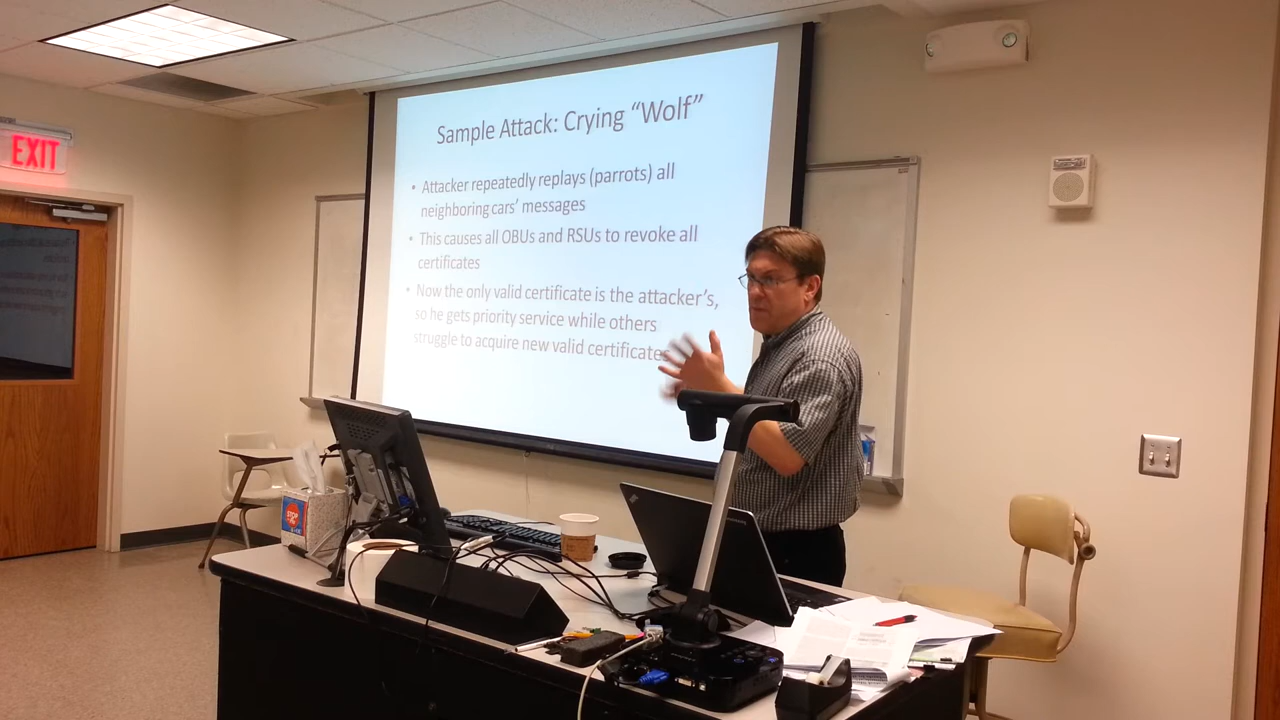 EXIT
Sample Attack: Crying “Wolf”
• Attacker repeatedly replays (parrots) all
neighboring cars’ messages
• This causes all OBUs and RSUs to revoke all
certificates
• Now the only valid certificate is the attacker’s,
so he gets priority service while others
struggle to acquire new valid certificates
STOP